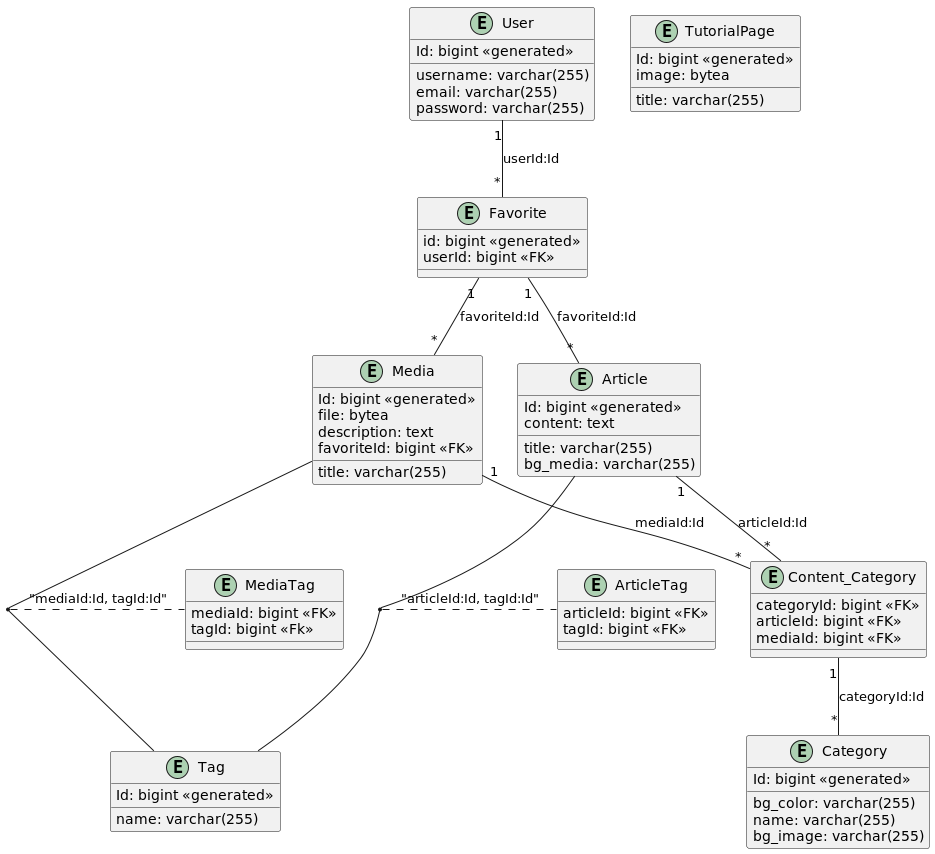 E User
Id: bigint «generated»
username: varchar(255)
email: varchar(255)
password: varchar(255)
E TutorialPage
Id: bigint «generated»
image: bytea
title: varchar(255)
1
userId:Id
*
E Favorite
id: bigint «generated»
userId: bigint «FK»
1
1
favoriteId:Id
favoriteId:Id
*
*
E Media
Id: bigint «generated»
file: bytea
description: text
favoriteId: bigint «FK»
title: varchar(255)
E Article
Id: bigint «generated»
content: text
title: varchar(255)
bg_media: varchar(255)
1
1
mediaId:Id
articleId:Id
*
*
"mediaId:Id, tagId:Id"
E MediaTag
mediaId: bigint «FK»
tagId: bigint «Fk»
"articleId:Id, tagId:Id"
E ArticleTag
articleId: bigint «FK»
tagId: bigint «FK»
E Content_Category
categoryId: bigint «FK»
articleId: bigint «FK»
mediaId: bigint «FK»
1
categoryId:Id
*
E Tag
Id: bigint «generated»
name: varchar(255)
E Category
Id: bigint «generated»
bg_color: varchar(255)
name: varchar(255)
bg_image: varchar(255)